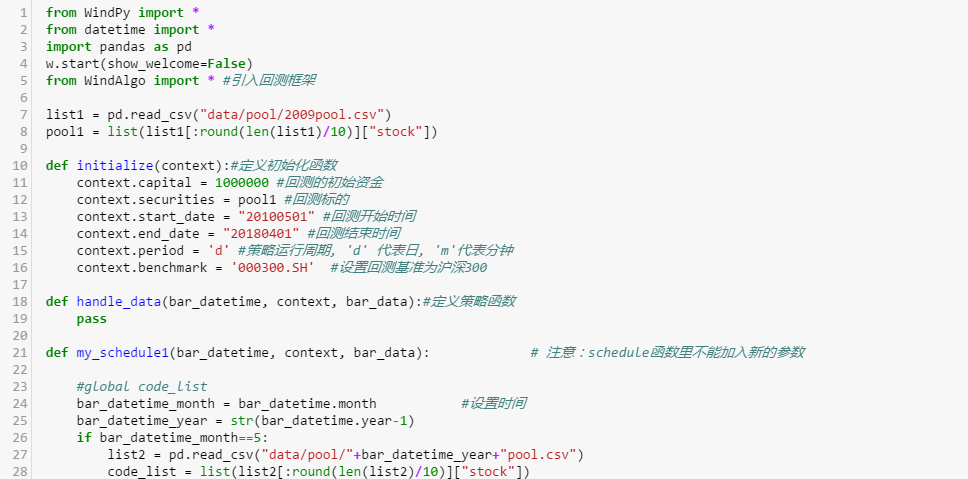 1 from WindPy import *
2 from datetime import *
3 import pandas as pd
4 w.start(show_welcome=False)
5 from WindAlgo import * #引入回测框架
6
7 list1 = pd.read_csv("data/pool/2009pool.csv")
8 pool1 = list(list1[:round(len(list1)/10)]["stock"])
9
10 def initialize(context):#定义初始化函数
11     context.capital = 1000000 #回测的初始资金
12     context.securities = pool1 #回测标的
13     context.start_date = "20100501" #回测开始时间
14     context.end_date = "20180401" #回测结束时间
15     context.period = 'd' #策略运行周期, 'd' 代表日, 'm'代表分钟
16     context.benchmark = '000300.SH'  #设置回测基准为沪深300
17
18 def handle_data(bar_datetime, context, bar_data):#定义策略函数
19     pass
20
21 def my_schedule1(bar_datetime, context, bar_data):             # 注意：schedule函数里不能加入新的参数
22
23     #global code_list
24     bar_datetime_month = bar_datetime.month           #设置时间
25     bar_datetime_year = str(bar_datetime.year-1)
26     if bar_datetime_month==5:
27         list2 = pd.read_csv("data/pool/"+bar_datetime_year+"pool.csv")
28         code_list = list(list2[:round(len(list2)/10)]["stock"])